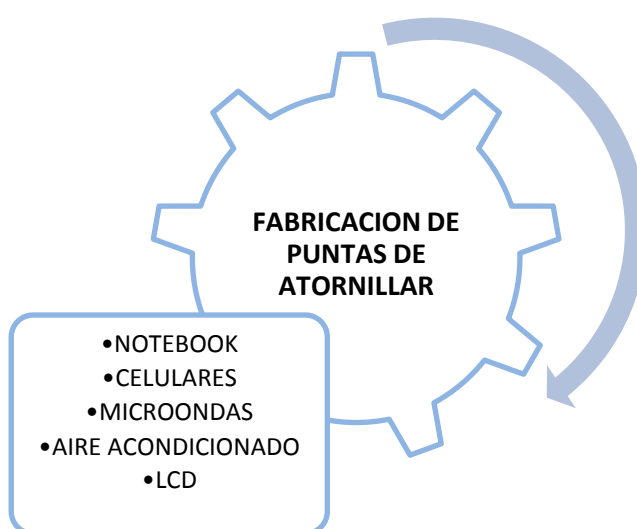 FABRICACION DE
PUNTAS DE
ATORNILLAR
•NOTEBOOK
•CELULARES
•MICROONDAS
•AIRE ACONDICIONADO
•LCD